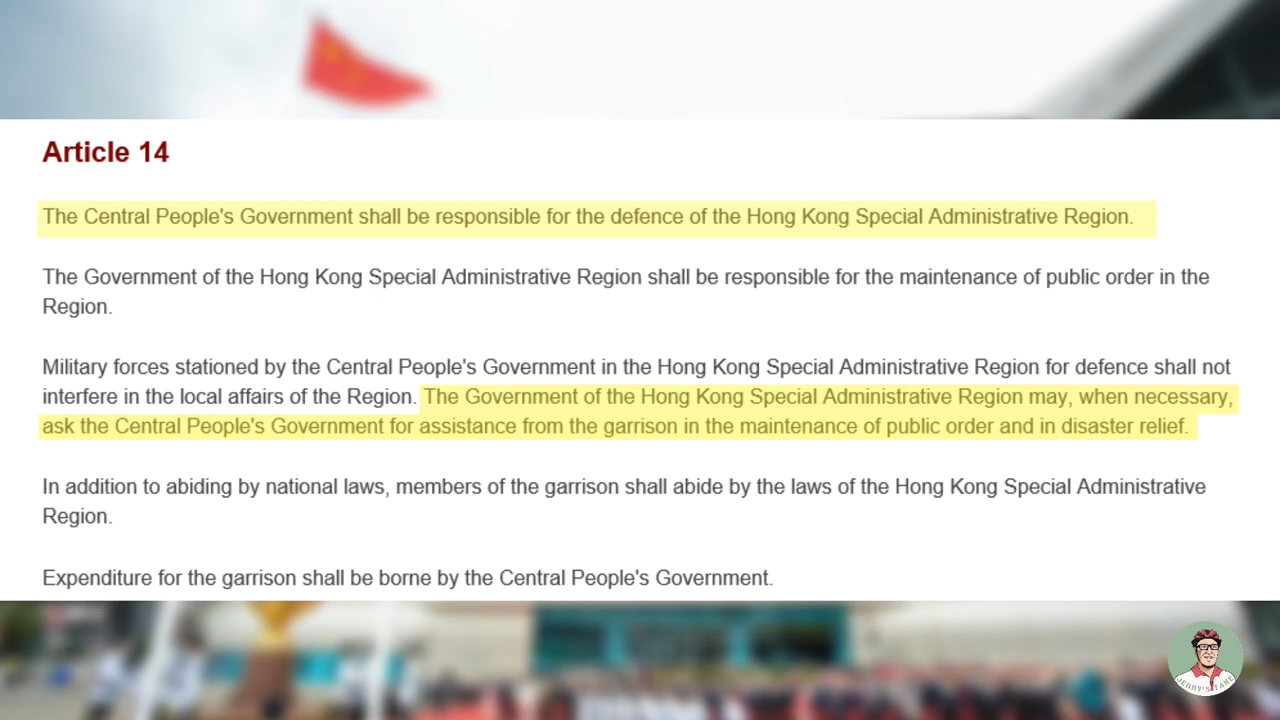 Article 14
The Central People's Government shall be responsible for the defence of the Hong Kong Special Administrative Region.
The Government of the Hong Kong Special Administrative Region shall be responsible for the maintenance of public order in the
Region.
Military forces stationed by the Central People's Government in the Hong Kong Special Administrative Region for defence shall not
interfere in the local affairs of the Region. The Government of the Hong Kong Special Administrative Region may, when necessary,
ask the Central People's Government for assistance from the garrison in the maintenance of public order and in disaster relief.
In addition to abiding by national laws, members of the garrison shall abide by the laws of the Hong Kong Special Administrative
Region.
Expenditure for the garrison shall be borne by the Central People's Government.
JERRY'S TAKE